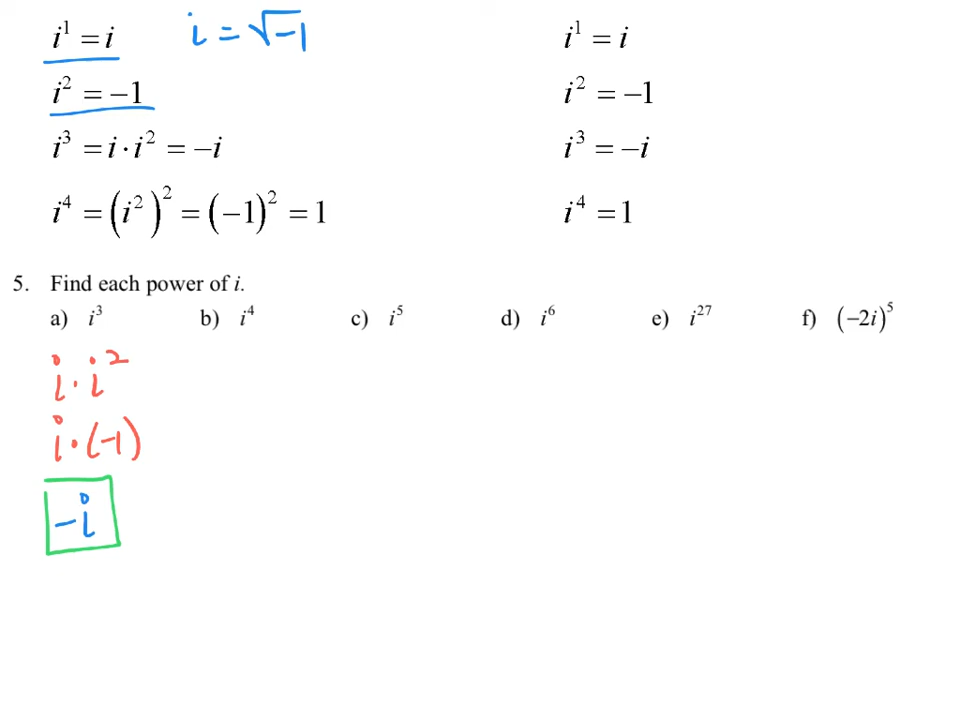 i¹ = i i = √-1 i¹ = i
i² = −1 i² = −1
i³ = i · i² = −i i³ = −i
i⁴ = (i²)² = (−1)² = 1 i⁴ = 1
5. Find each power of i.
a) i³ b) i⁴ c) i⁵ d) i⁶ e) i²⁷ f) (−2i)⁵
i · i²
i · (-1)
-i